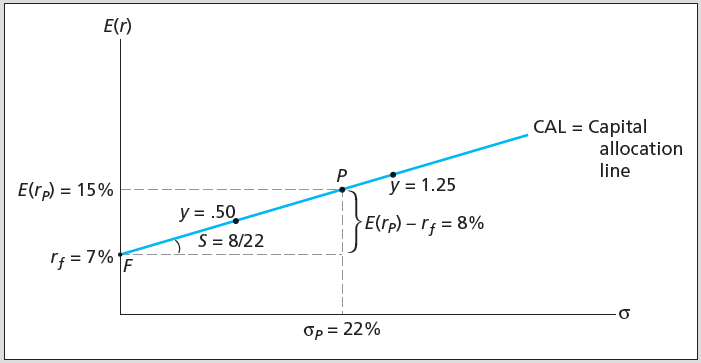 E(r)
CAL = Capital
allocation
line
P
E(rP) = 15%
y = 1.25
y = .50
E(rP) – rf = 8%
S = 8/22
rf = 7%
F
σ
σP = 22%